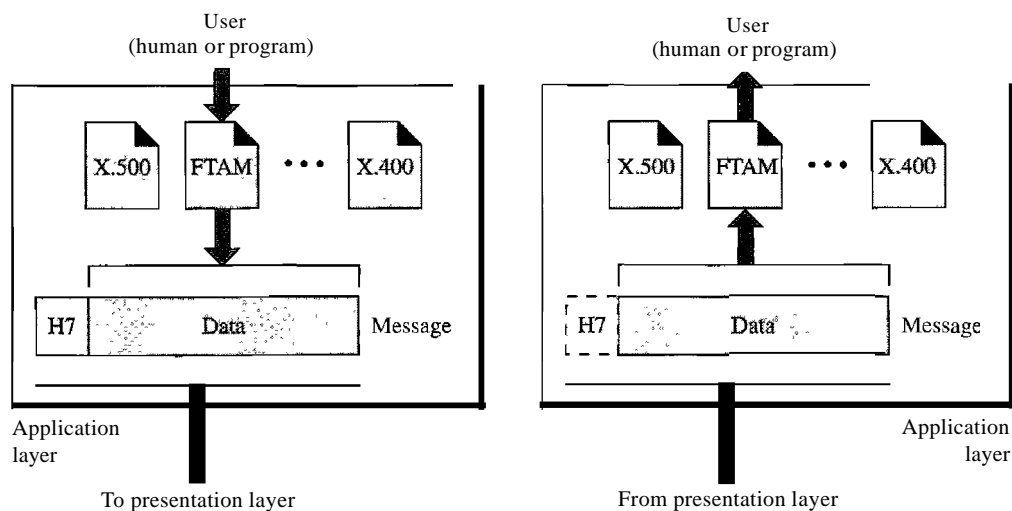 User
(human or program)
X.500
FTAM
X.400
H7
Data
Message
Application
layer
To presentation layer
User
(human or program)
X.500
FTAM
X.400
H7
Data
Message
Application
layer
From presentation layer